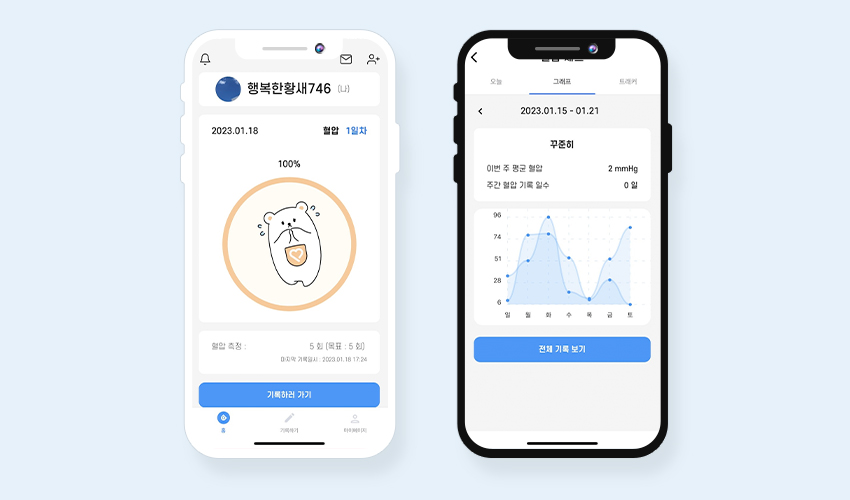 행복한황새746 (나)
2023.01.18 혈압 1일차
100%
혈압 측정 : 5 회 (목표 : 5 회)
마지막 기록일시 : 2023.01.18 17:24
기록하러 가기
홈 기록하기 마이페이지
오늘 그래프 트래커
2023.01.15 - 01.21
꾸준히
이번 주 평균 혈압 2 mmHg
주간 혈압 기록 일수 0 일
96
74
51
28
6
일 월 화 수 목 금 토
전체 기록 보기